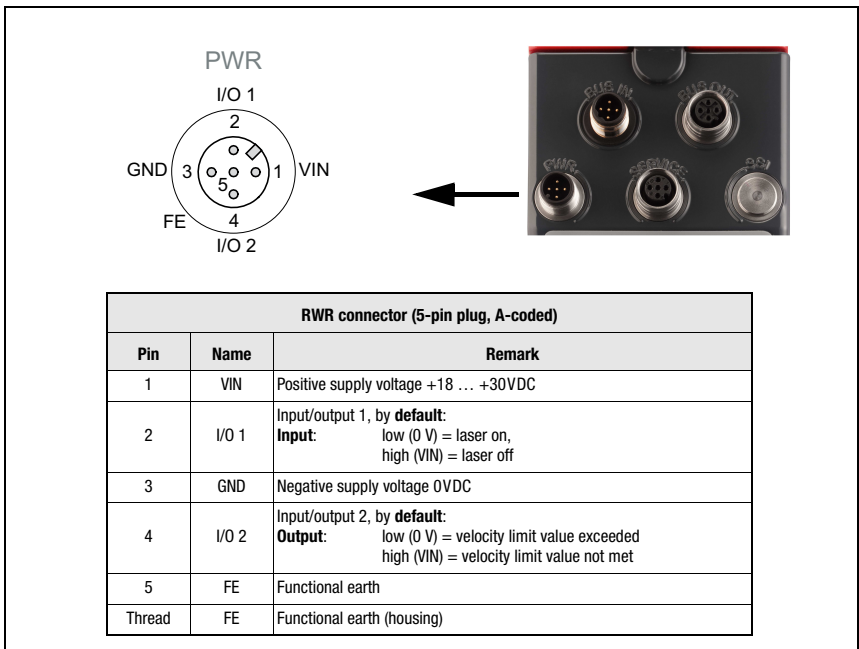 PWR
I/O 1
2
GND 3 5 1 VIN
FE 4
I/O 2
BUS IN
BUS OUT
PWR
SERVICE
SSI
RWR connector (5-pin plug, A-coded)
Pin Name Remark
1 VIN Positive supply voltage +18 … +30VDC
2 I/O 1 Input/output 1, by default:
Input: low (0 V) = laser on,
high (VIN) = laser off
3 GND Negative supply voltage 0VDC
4 I/O 2 Input/output 2, by default:
Output: low (0 V) = velocity limit value exceeded
high (VIN) = velocity limit value not met
5 FE Functional earth
Thread FE Functional earth (housing)